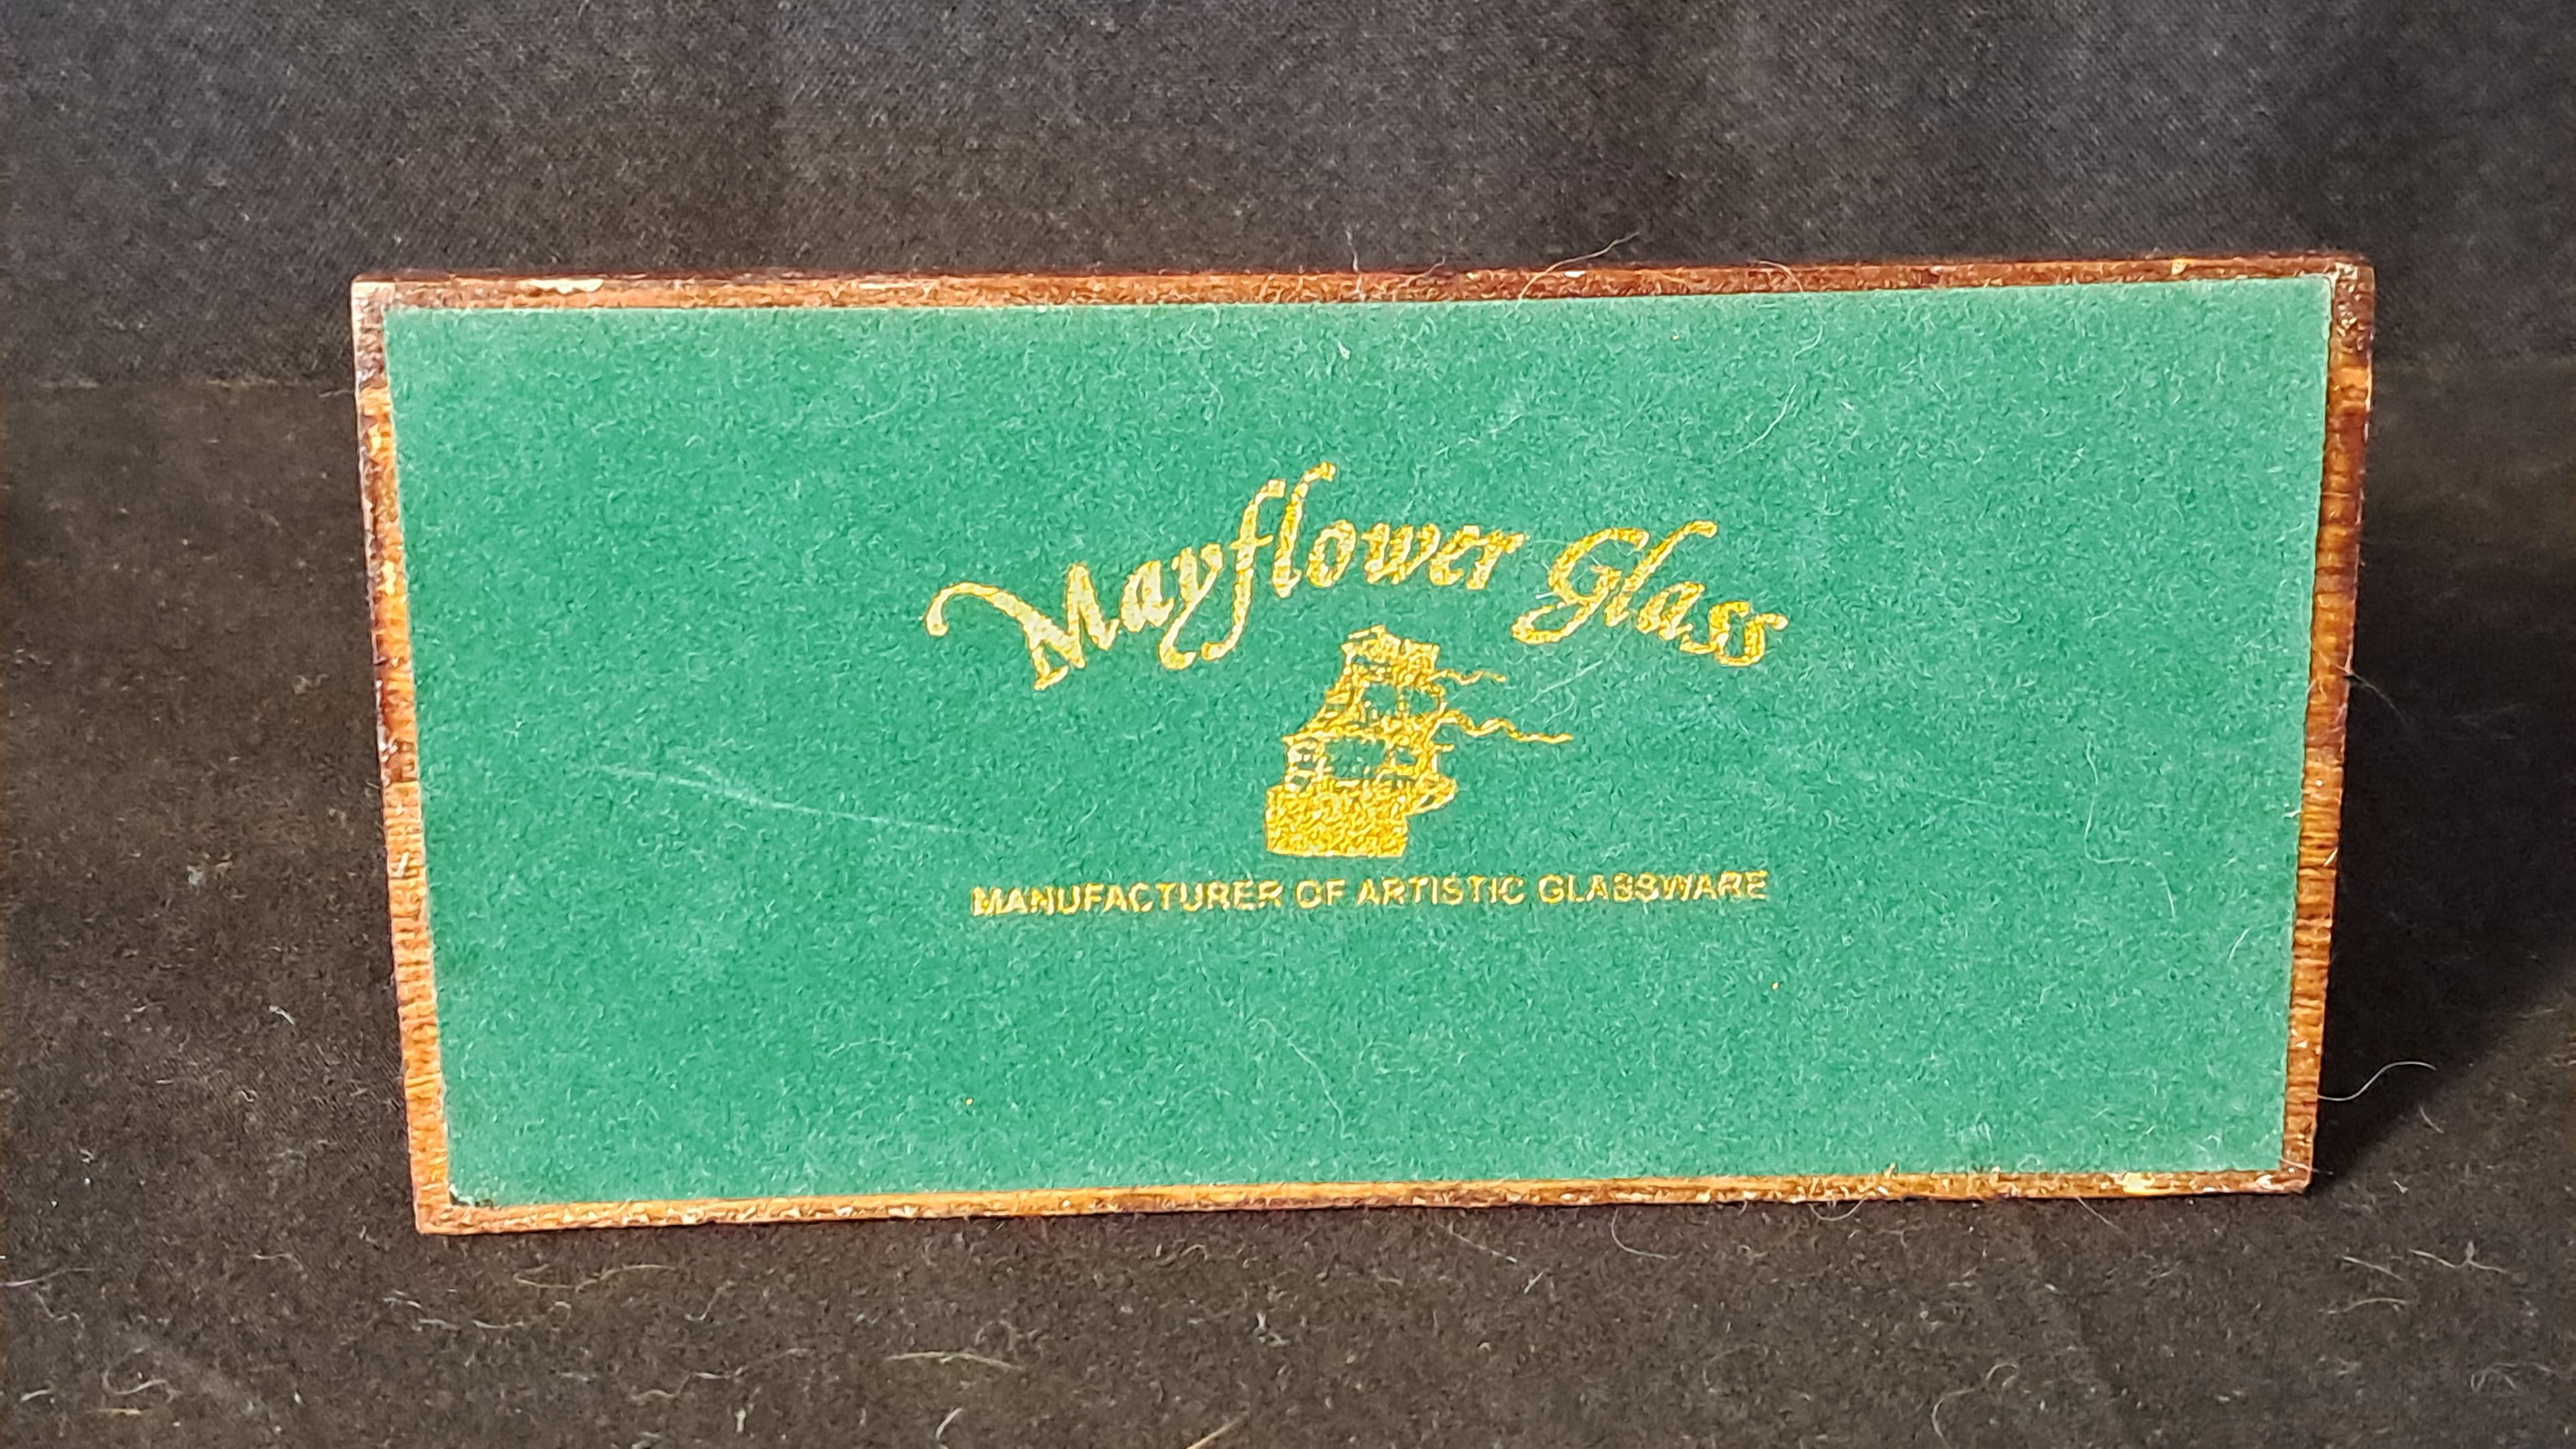 Mayflower Glass
MANUFACTURER OF ARTISTIC GLASSWARE